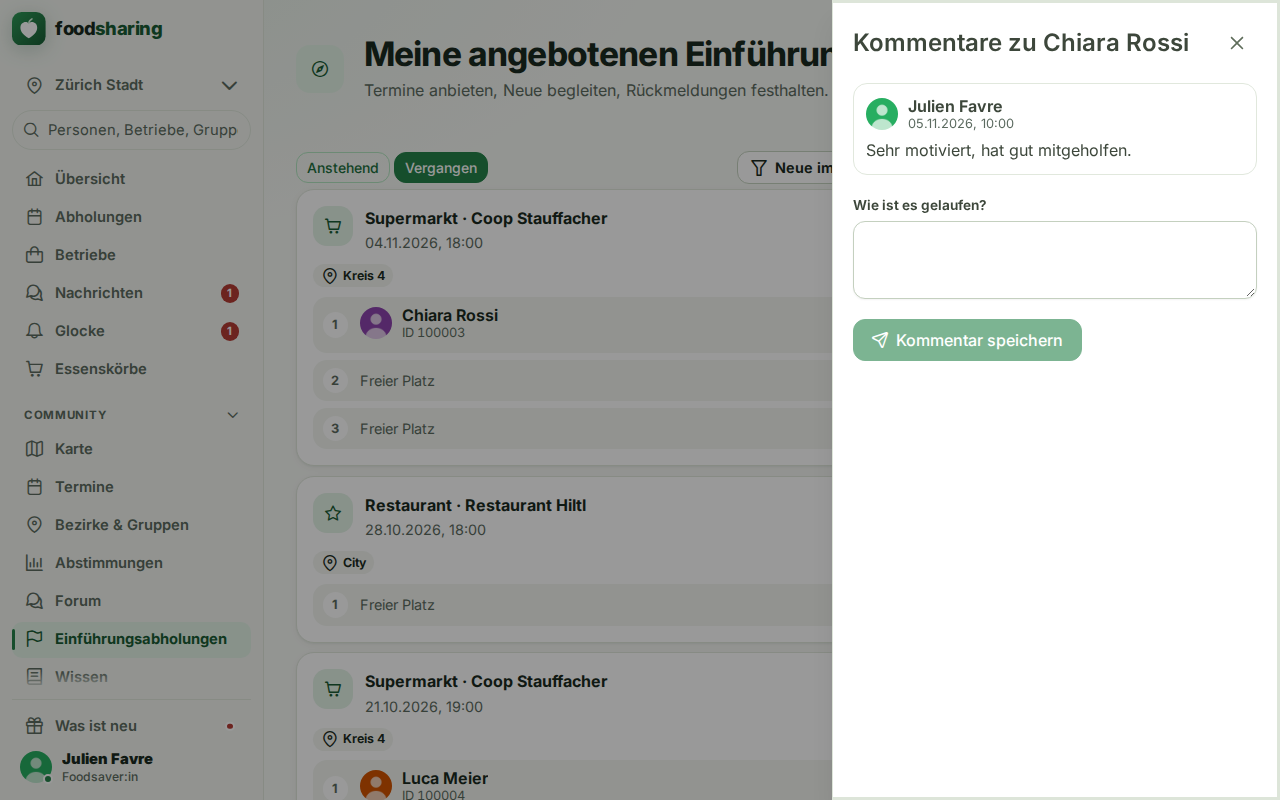 foodsharing
Zürich Stadt
Personen, Betriebe, Grupp
Übersicht
Abholungen
Betriebe
Nachrichten 1
Glocke 1
Essenskörbe
COMMUNITY
Karte
Termine
Bezirke & Gruppen
Abstimmungen
Forum
Einführungsabholungen
Wissen
Was ist neu
Julien Favre
Foodsaver:in
Meine angebotenen Einführun
Termine anbieten, Neue begleiten, Rückmeldungen festhalten.
Anstehend Vergangen Neue im
Supermarkt · Coop Stauffacher
04.11.2026, 18:00
Kreis 4
1 Chiara Rossi
ID 100003
2 Freier Platz
3 Freier Platz
Restaurant · Restaurant Hiltl
28.10.2026, 18:00
City
1 Freier Platz
Supermarkt · Coop Stauffacher
21.10.2026, 19:00
Kreis 4
1 Luca Meier
ID 100004
Kommentare zu Chiara Rossi
Julien Favre
05.11.2026, 10:00
Sehr motiviert, hat gut mitgeholfen.
Wie ist es gelaufen?
Kommentar speichern